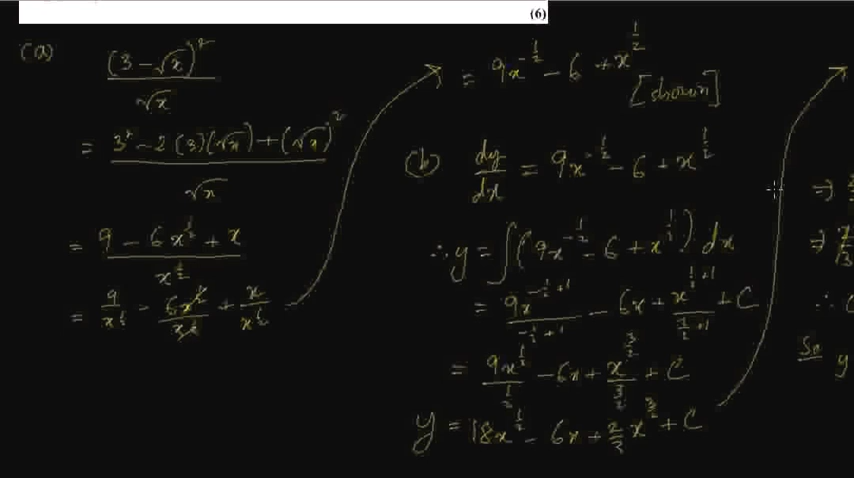 (6)
(a) (3 - √x)² / √x
= 3² - 2(3)(√x) + (√x)² / √x
= 9 - 6x^½ + x / x^½
= 9/x^½ - 6x^½/x^½ + x/x^½
= 9x^-½ - 6 + x^½
[shown]
(b) dy/dx = 9x^-½ - 6 + x^½
∴ y = ∫(9x^-½ - 6 + x^½) dx
= 9x^(-½+1) / (-½+1) - 6x + x^(½+1) / (½+1) + C
= 9x^½ / ½ - 6x + x^(3/2) / (3/2) + C
y = 18x^½ - 6x + ⅔x^(3/2) + C
⇒
⇒
∴ C
So y